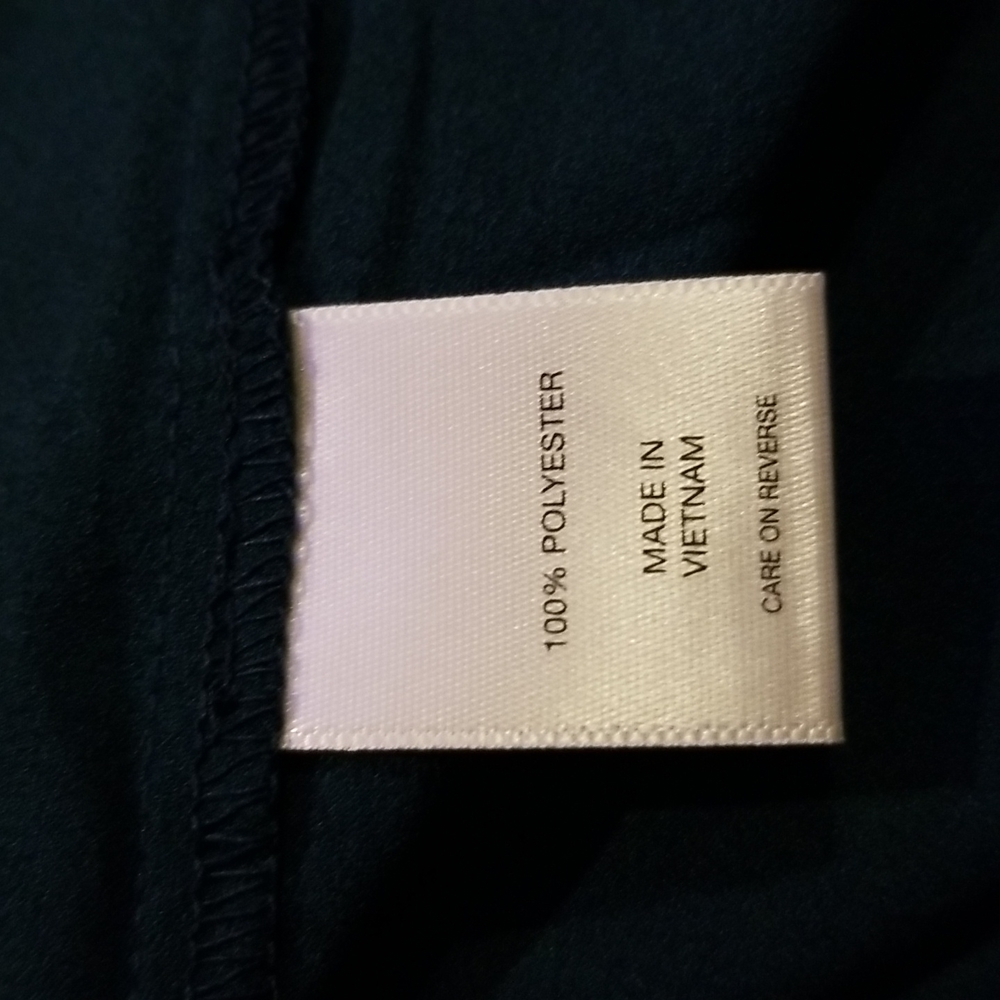 100% POLYESTER
MADE IN
VIETNAM
CARE ON REVERSE